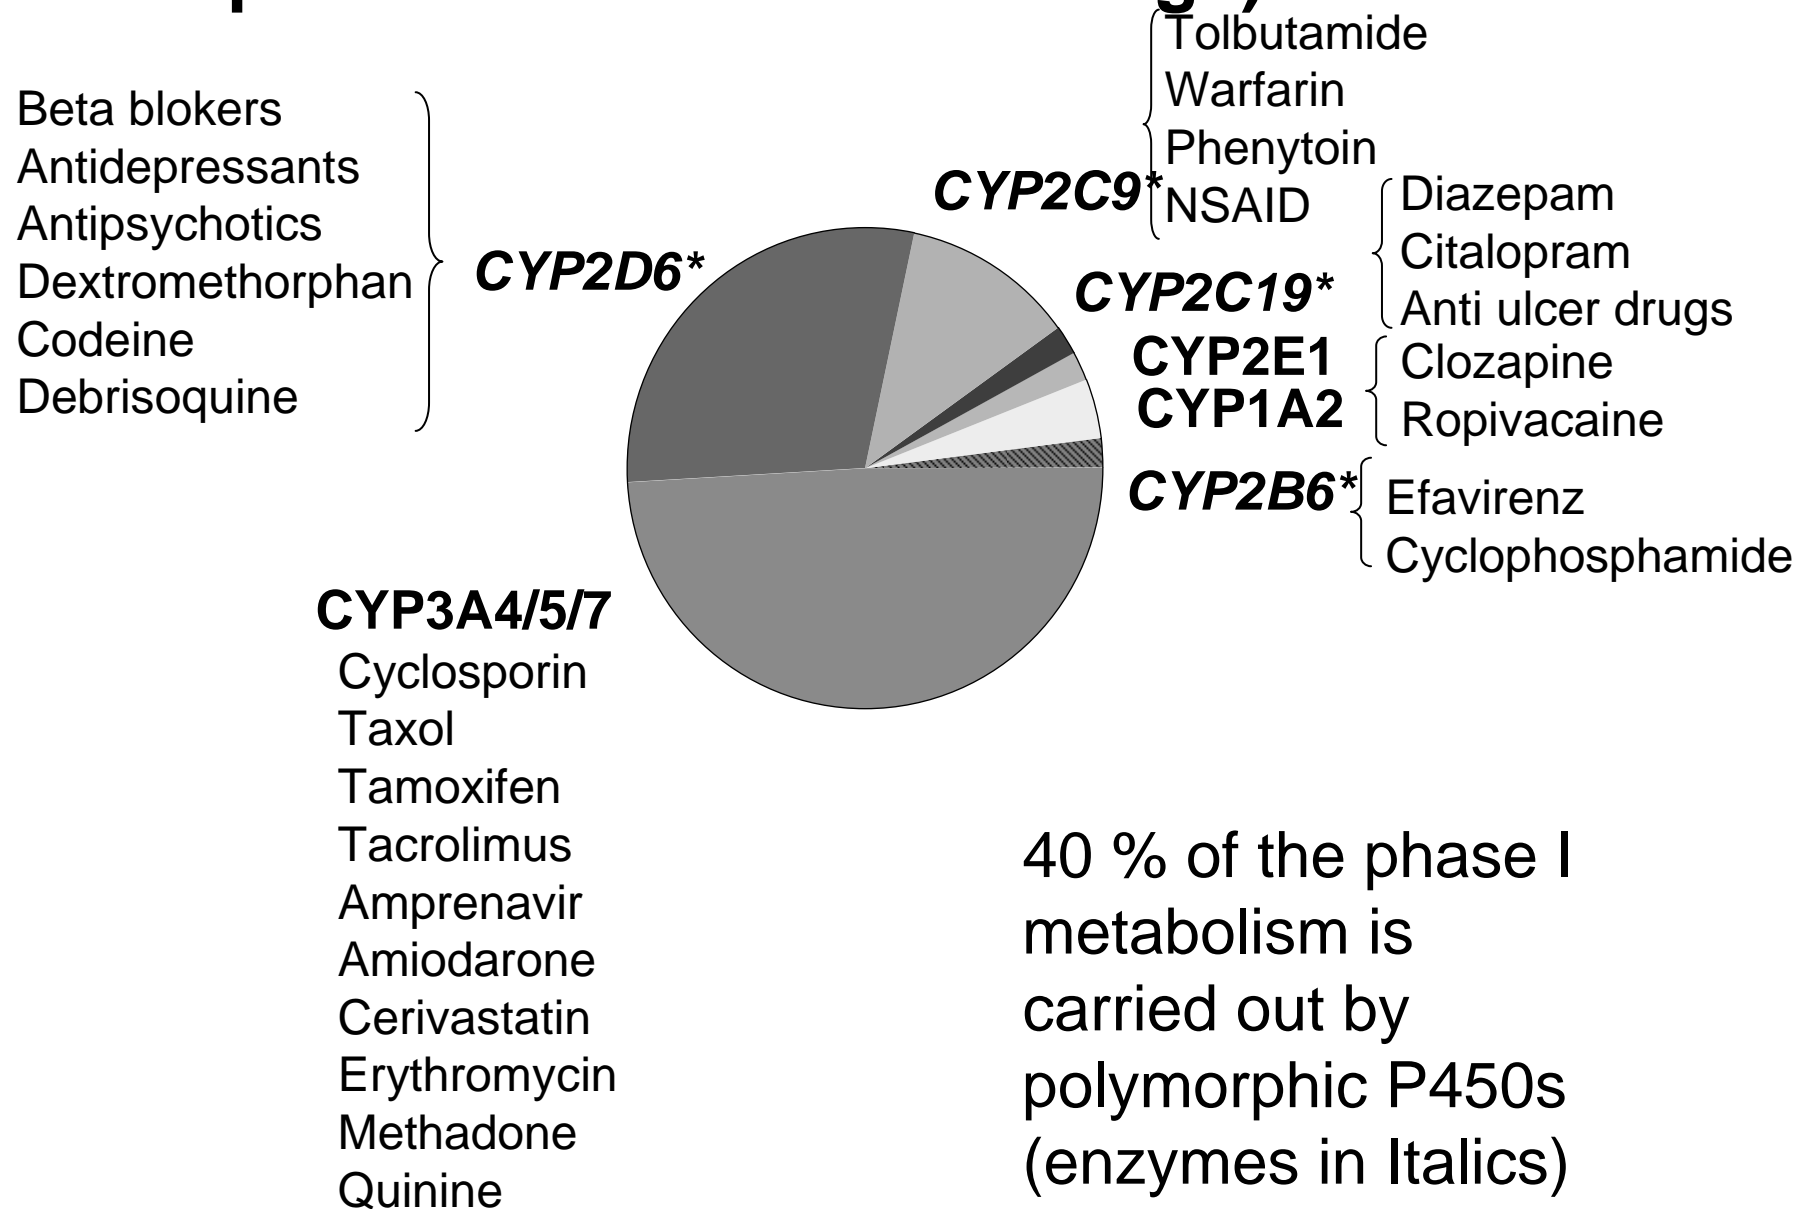 Beta blokers
Antidepressants
Antipsychotics
Dextromethorphan
Codeine
Debrisoquine
CYP2D6*
CYP2C9*
Tolbutamide
Warfarin
Phenytoin
NSAID
CYP2C19*
Diazepam
Citalopram
Anti ulcer drugs
CYP2E1
CYP1A2
Clozapine
Ropivacaine
CYP2B6*
Efavirenz
Cyclophosphamide
CYP3A4/5/7
Cyclosporin
Taxol
Tamoxifen
Tacrolimus
Amprenavir
Amiodarone
Cerivastatin
Erythromycin
Methadone
Quinine
40 % of the phase I
metabolism is
carried out by
polymorphic P450s
(enzymes in Italics)